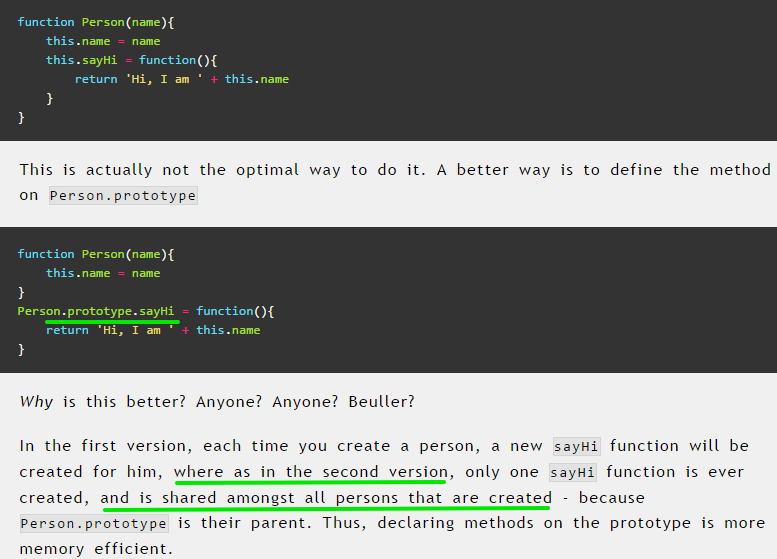 function Person(name){
    this.name = name
    this.sayHi = function(){
        return 'Hi, I am ' + this.name
    }
}
This is actually not the optimal way to do it. A better way is to define the method
on Person.prototype
function Person(name){
    this.name = name
}
Person.prototype.sayHi = function(){
    return 'Hi, I am ' + this.name
}
Why is this better? Anyone? Anyone? Beuller?
In the first version, each time you create a person, a new sayHi function will be
created for him, where as in the second version, only one sayHi function is ever
created, and is shared amongst all persons that are created - because
Person.prototype is their parent. Thus, declaring methods on the prototype is more
memory efficient.